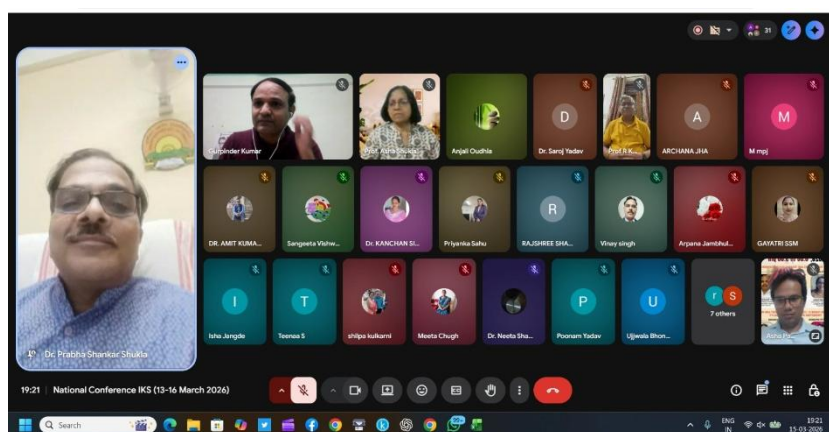 31
Gurpinder Kumar
Prof. Asha Shukla
Anjali Oudhia
D
Dr. Saroj Yadav
Prof R K...
A
ARCHANA JHA
M
M mpj
DR. AMIT KUMA...
Sangeeta Vishw...
Dr. KANCHAN SI...
Priyanka Sahu
R
RAJSHREE SHA...
Vinay singh
Arpana Jambhul...
GAYATRI SSM
I
Isha Jangde
T
Teenaa S
shilpa kulkarni
Meeta Chugh
Dr. Neeta Sha...
P
Poonam Yadav
U
Ujjwala Bhon...
r S
7 others
Dr. Prabha Shankar Shukla
19:21 | National Conference IKS (13-16 March 2026)
Search
99+
ENG
IN
19:21
15-03-2026